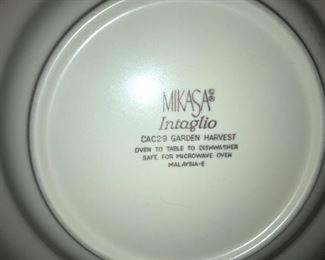 MIKASA®
Intaglio
CAC29 GARDEN HARVEST
OVEN TO TABLE TO DISHWASHER
SAFE FOR MICROWAVE OVEN
MALAYSIA-E